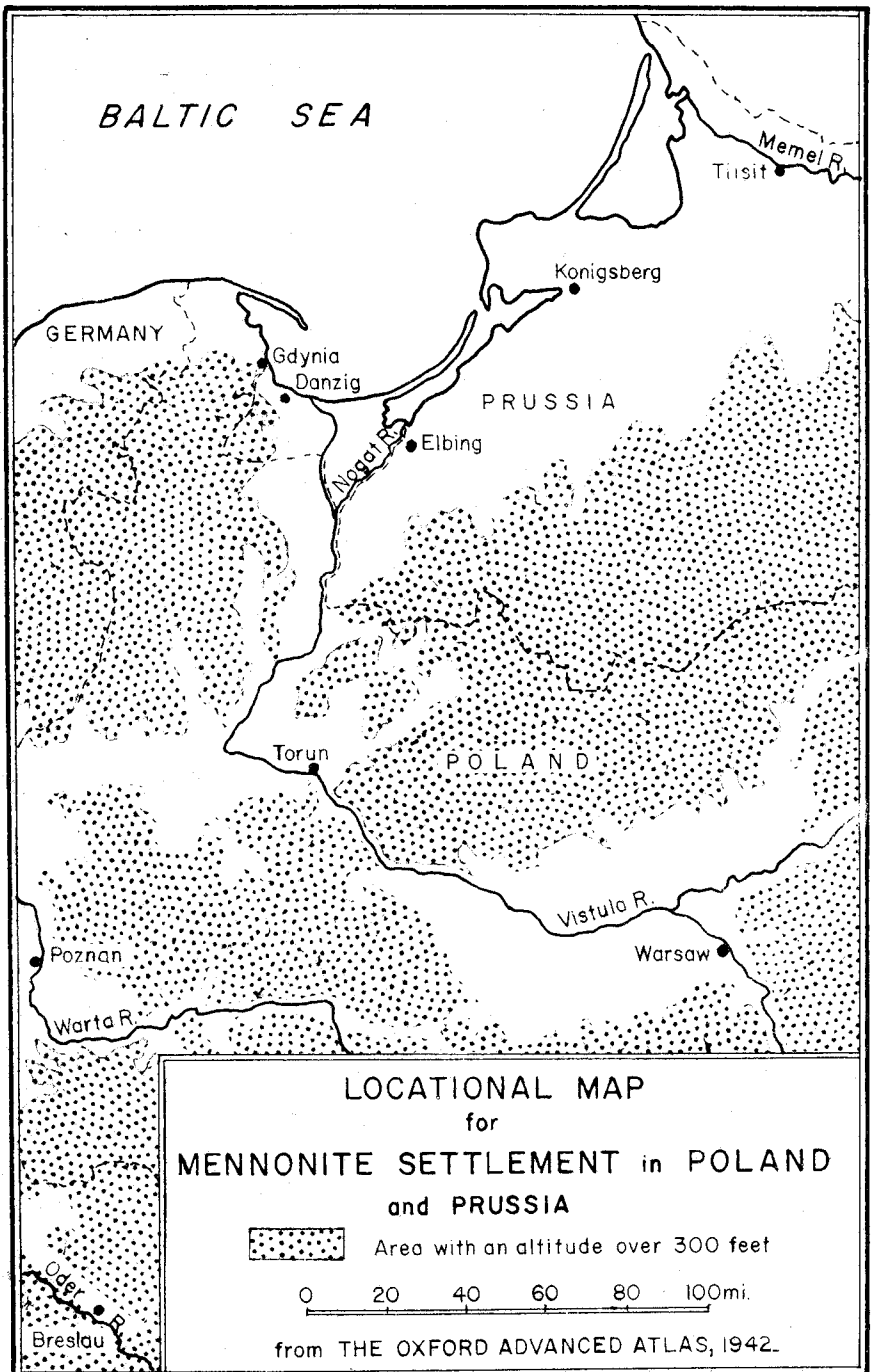 BALTIC SEA
Memel R.
Tilsit
Konigsberg
GERMANY
Gdynia
Danzig
PRUSSIA
Nogat R.
Elbing
Torun
POLAND
Vistula R.
Poznan
Warsaw
Warta R.
LOCATIONAL MAP
for
MENNONITE SETTLEMENT in POLAND
and PRUSSIA
Area with an altitude over 300 feet
0 20 40 60 80 100 mi.
Oder R.
Breslau
from THE OXFORD ADVANCED ATLAS, 1942.